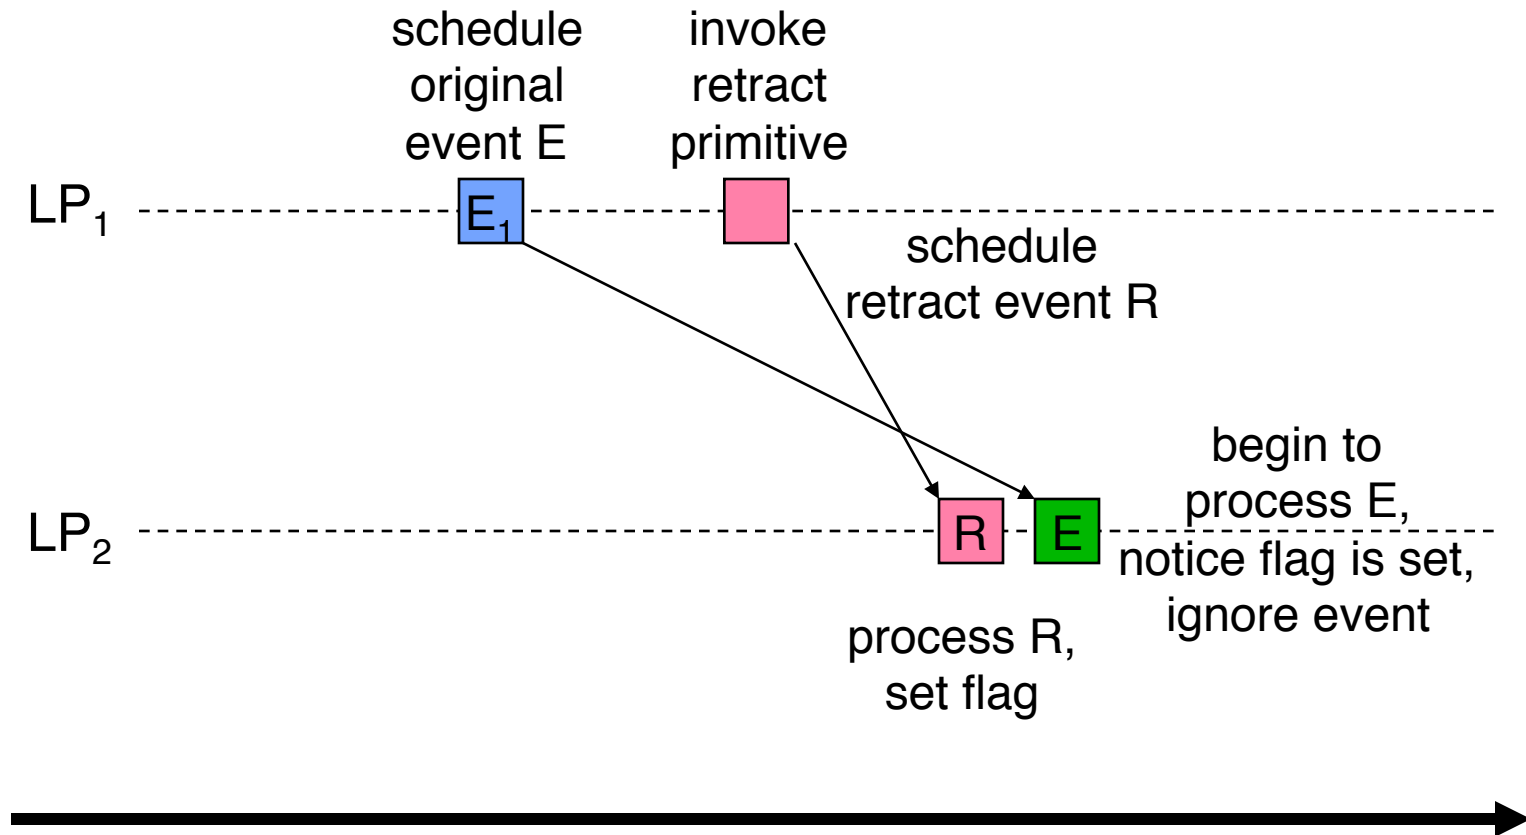 schedule
original
event E
invoke
retract
primitive
LP₁
E₁
schedule
retract event R
LP₂
R
E
begin to
process E,
notice flag is set,
ignore event
process R,
set flag